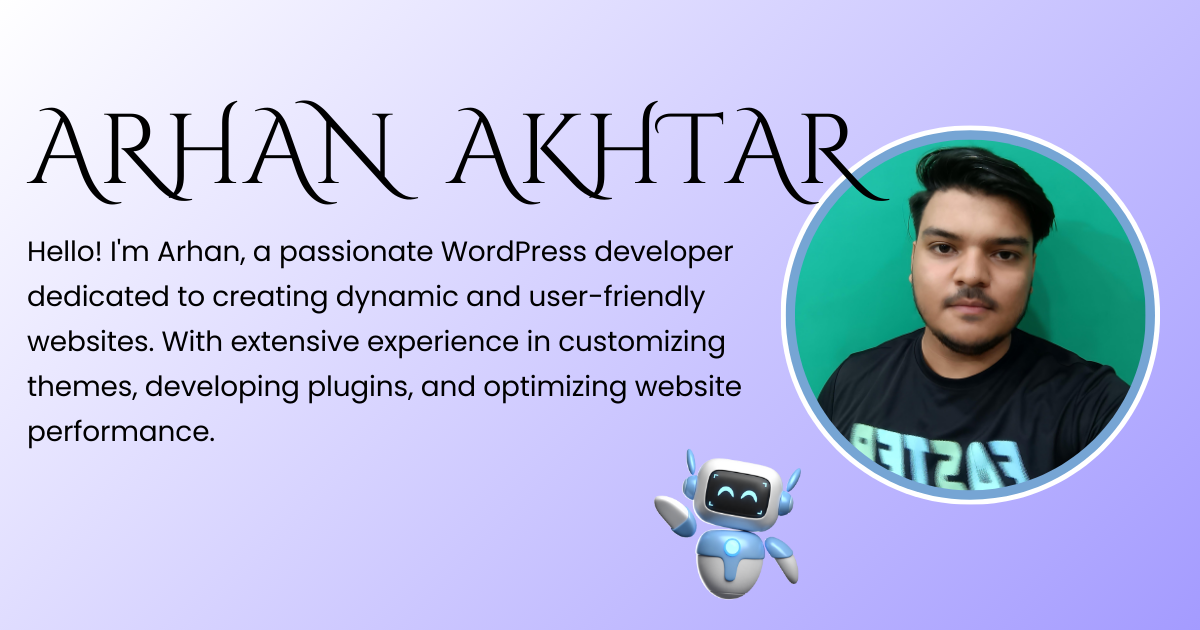 ARHAN AKHTAR
Hello! I'm Arhan, a passionate WordPress developer
dedicated to creating dynamic and user-friendly
websites. With extensive experience in customizing
themes, developing plugins, and optimizing website
performance.
FASTER